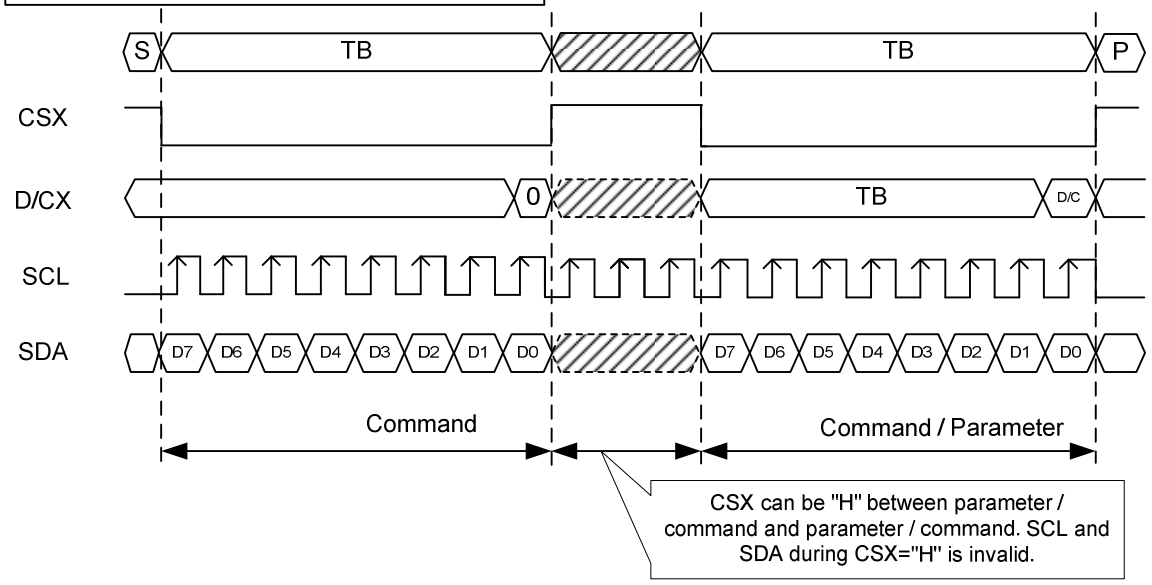 S TB TB P
CSX
D/CX 0 TB D/C
SCL
SDA D7 D6 D5 D4 D3 D2 D1 D0 D7 D6 D5 D4 D3 D2 D1 D0
Command Command / Parameter
CSX can be "H" between parameter /
command and parameter / command. SCL and
SDA during CSX="H" is invalid.